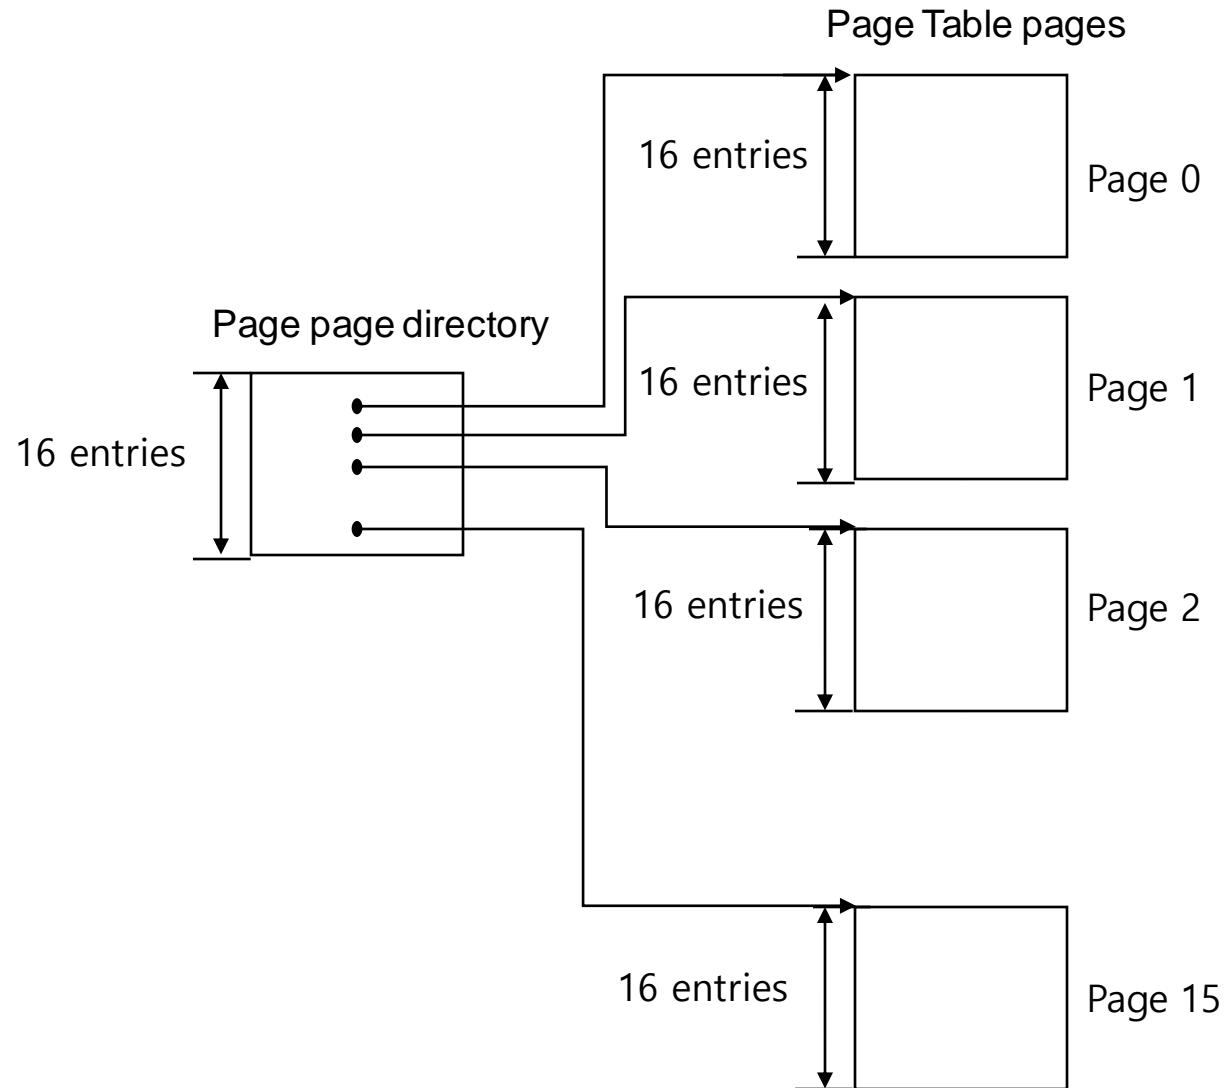 Page Table pages
16 entries
Page 0
Page page directory
16 entries
Page 1
16 entries
16 entries
Page 2
16 entries
Page 15